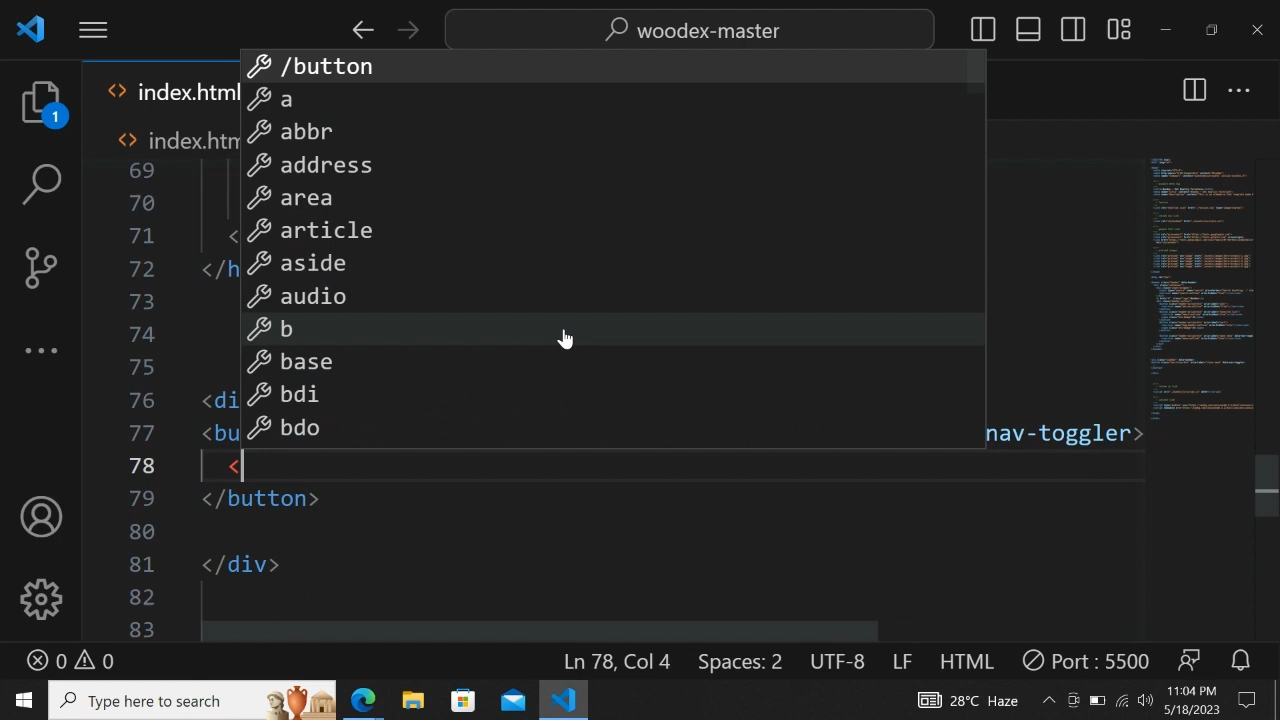 woodex-master
index.html
index.htm
1
/button
a
abbr
address
area
article
aside
audio
b
base
bdi
bdo
69
70
71 <
72 </h
73
74
75
76 <div
77 <bu nav-toggler>
78 <
79 </button>
80
81 </div>
82
83
0 0 Ln 78, Col 4 Spaces: 2 UTF-8 LF HTML Port : 5500
Type here to search 28°C Haze 11:04 PM
5/18/2023